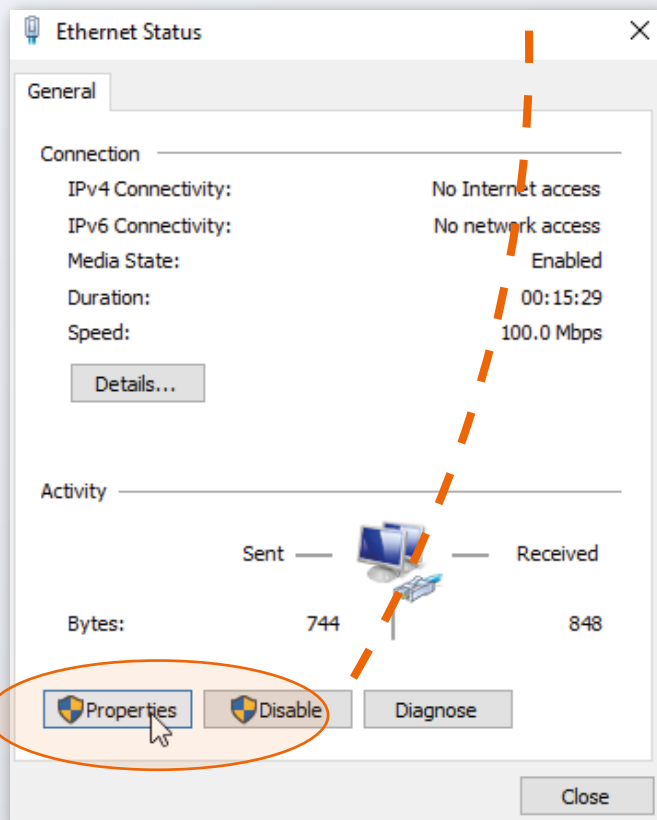 Ethernet Status
General
Connection
IPv4 Connectivity: No Internet access
IPv6 Connectivity: No network access
Media State: Enabled
Duration: 00:15:29
Speed: 100.0 Mbps
Details...
Activity
Sent Received
Bytes: 744 848
Properties Disable Diagnose
Close